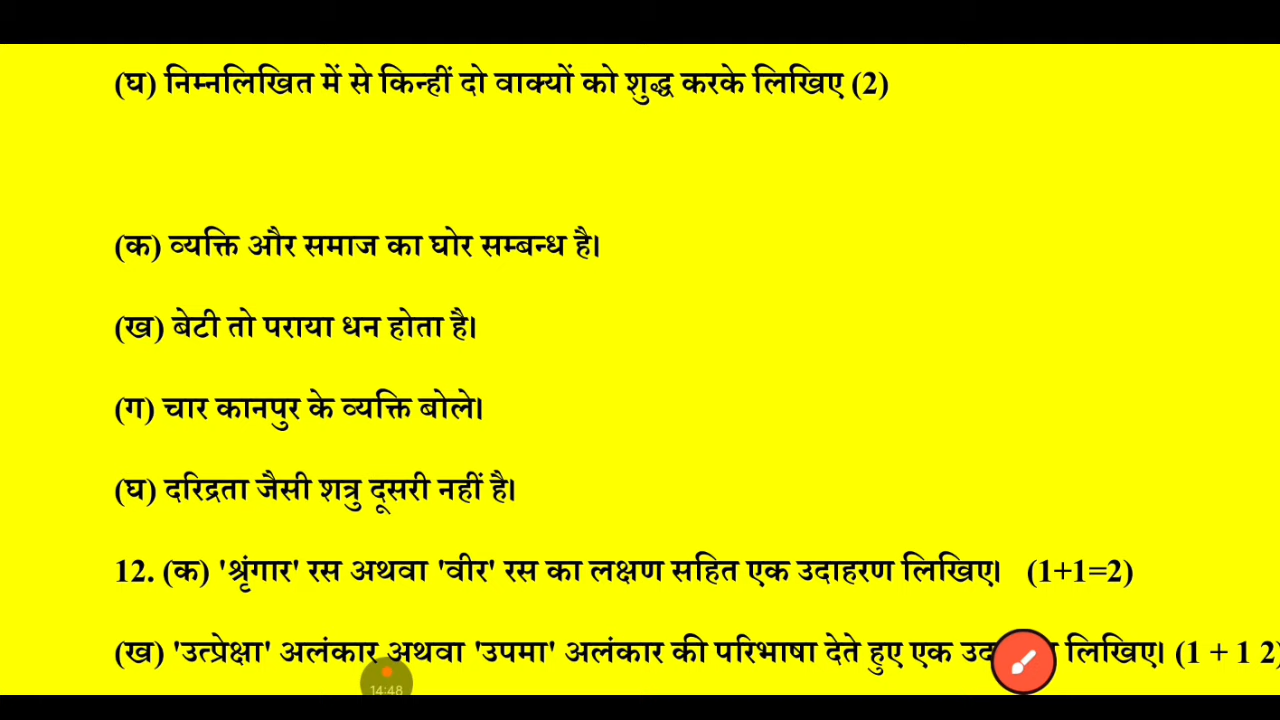 (घ) निम्नलिखित में से किन्हीं दो वाक्यों को शुद्ध करके लिखिए (2)
(क) व्यक्ति और समाज का घोर सम्बन्ध है।
(ख) बेटी तो पराया धन होता है।
(ग) चार कानपुर के व्यक्ति बोले।
(घ) दरिद्रता जैसी शत्रु दूसरी नहीं है।
12. (क) 'श्रृंगार' रस अथवा 'वीर' रस का लक्षण सहित एक उदाहरण लिखिए। (1+1=2)
(ख) 'उत्प्रेक्षा' अलंकार अथवा 'उपमा' अलंकार की परिभाषा देते हुए एक लिखिए। (1 + 1 2)
14:48